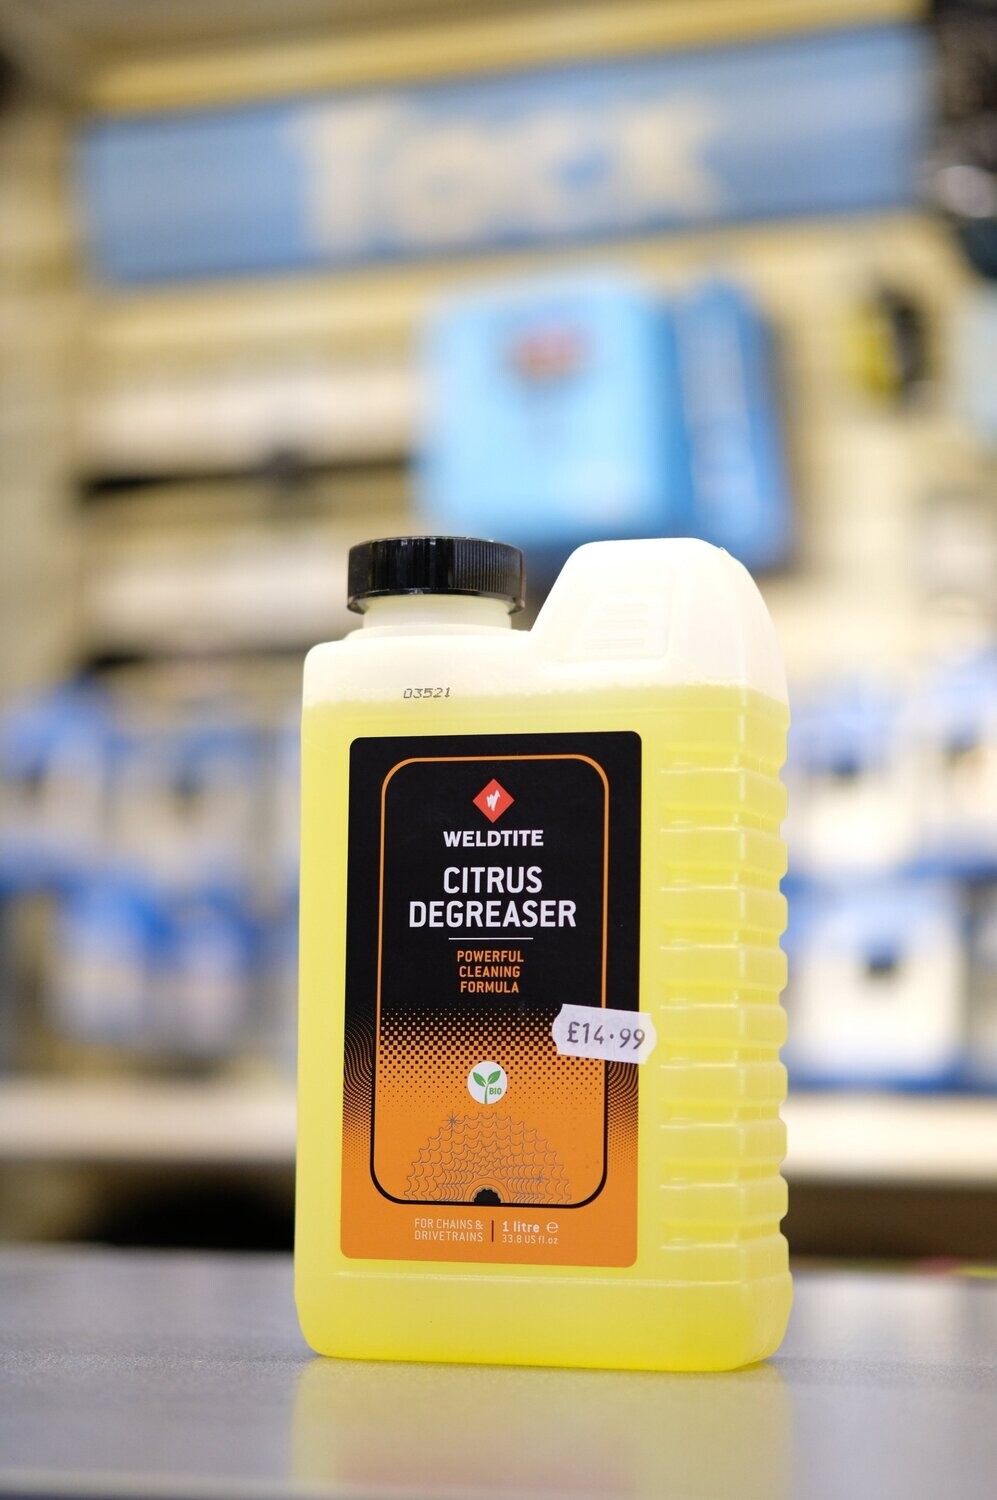 03521
WELDTITE
CITRUS
DEGREASER
POWERFUL
CLEANING
FORMULA
£14.99
BIO
FOR CHAINS &
DRIVETRAINS
1 litre ℮
33.8 US fl.oz